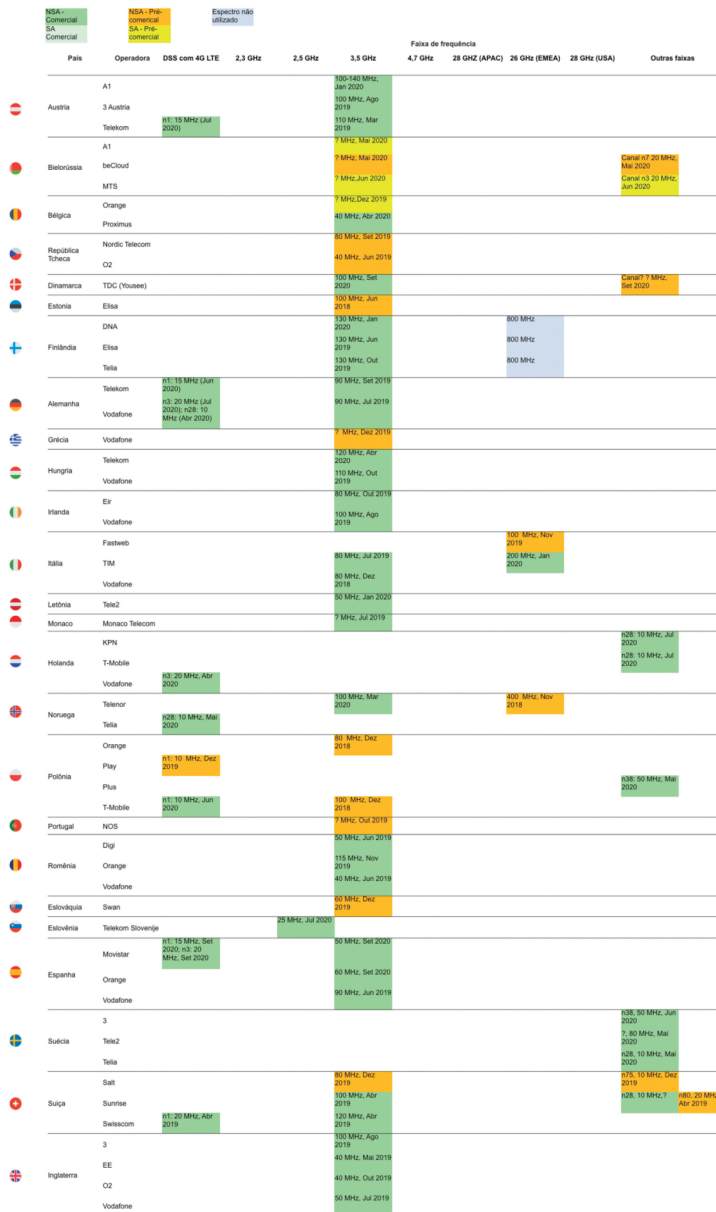 NSA - Comercial
NSA - Pré-comercial
Espectro não utilizado
SA Comercial
SA - Pré-comercial
Faixa de frequência
País Operadora DSS com 4G LTE 2,3 GHz 2,5 GHz 3,5 GHz 4,7 GHz 28 GHZ (APAC) 26 GHz (EMEA) 28 GHz (USA) Outras faixas
Austria
A1 100-140 MHz, Jan 2020
3 Austria 100 MHz, Ago 2019
Telekom n1: 15 MHz (Jul 2020) 110 MHz, Mar 2019
Bielorússia
A1 ? MHz, Mai 2020
beCloud ? MHz, Mai 2020 Canal n7 20 MHz, Mai 2020
MTS ? MHz,Jun 2020 Canal n3 20 MHz, Jun 2020
Bélgica
Orange ? MHz,Dez 2019
Proximus 40 MHz, Abr 2020
República Tcheca
Nordic Telecom 80 MHz, Set 2019
O2 40 MHz, Jun 2019
Dinamarca TDC (Yousee) 100 MHz, Set 2020 Canal? ? MHz, Set 2020
Estonia Elisa 100 MHz, Jun 2018
Finlândia
DNA 130 MHz, Jan 2020 800 MHz
Elisa 130 MHz, Jun 2019 800 MHz
Telia 130 MHz, Out 2019 800 MHz
Alemanha
Telekom n1: 15 MHz (Jun 2020) 90 MHz, Set 2019
Vodafone n3: 20 MHz (Jul 2020); n28: 10 MHz (Abr 2020) 90 MHz, Jul 2019
Grécia Vodafone ? MHz, Dez 2019
Hungria
Telekom 120 MHz, Abr 2020
Vodafone 110 MHz, Out 2019
Irlanda
Eir 80 MHz, Out 2019
Vodafone 100 MHz, Ago 2019
Itália
Fastweb 100 MHz, Nov 2019
TIM 80 MHz, Jul 2019 200 MHz, Jan 2020
Vodafone 80 MHz, Dez 2018
Letônia Tele2 50 MHz, Jan 2020
Monaco Monaco Telecom ? MHz, Jul 2019
Holanda
KPN n28: 10 MHz, Jul 2020
T-Mobile n28: 10 MHz, Jul 2020
Vodafone n3: 20 MHz, Abr 2020
Noruega
Telenor 100 MHz, Mar 2020 400 MHz, Nov 2018
Telia n28: 10 MHz, Mai 2020
Polônia
Orange 80 MHz, Dez 2018
Play n1: 10 MHz, Dez 2019
Plus n38: 50 MHz, Mai 2020
T-Mobile n1: 10 MHz, Jun 2020 100 MHz, Dez 2018
Portugal NOS ? MHz, Out 2019
Romênia
Digi 50 MHz, Jun 2019
Orange 115 MHz, Nov 2019
Vodafone 40 MHz, Jun 2019
Eslováquia Swan 60 MHz, Dez 2019
Eslovênia Telekom Slovenije 25 MHz, Jul 2020
Espanha
Movistar n1: 15 MHz, Set 2020; n3: 20 MHz, Set 2020 50 MHz, Set 2020
Orange 60 MHz, Set 2020
Vodafone 90 MHz, Jun 2019
Suécia
3 n38, 50 MHz, Jun 2020
Tele2 ?, 80 MHz, Mai 2020
Telia n28, 10 MHz, Mai 2020
Suiça
Salt 80 MHz, Dez 2019 n75, 10 MHz, Dez 2019
Sunrise 100 MHz, Abr 2019 n28, 10 MHz,? n80, 20 MHz Abr 2019
Swisscom n1: 20 MHz, Abr 2019 120 MHz, Abr 2019
Inglaterra
3 100 MHz, Ago 2019
EE 40 MHz, Mai 2019
O2 40 MHz, Out 2019
Vodafone 50 MHz, Jul 2019